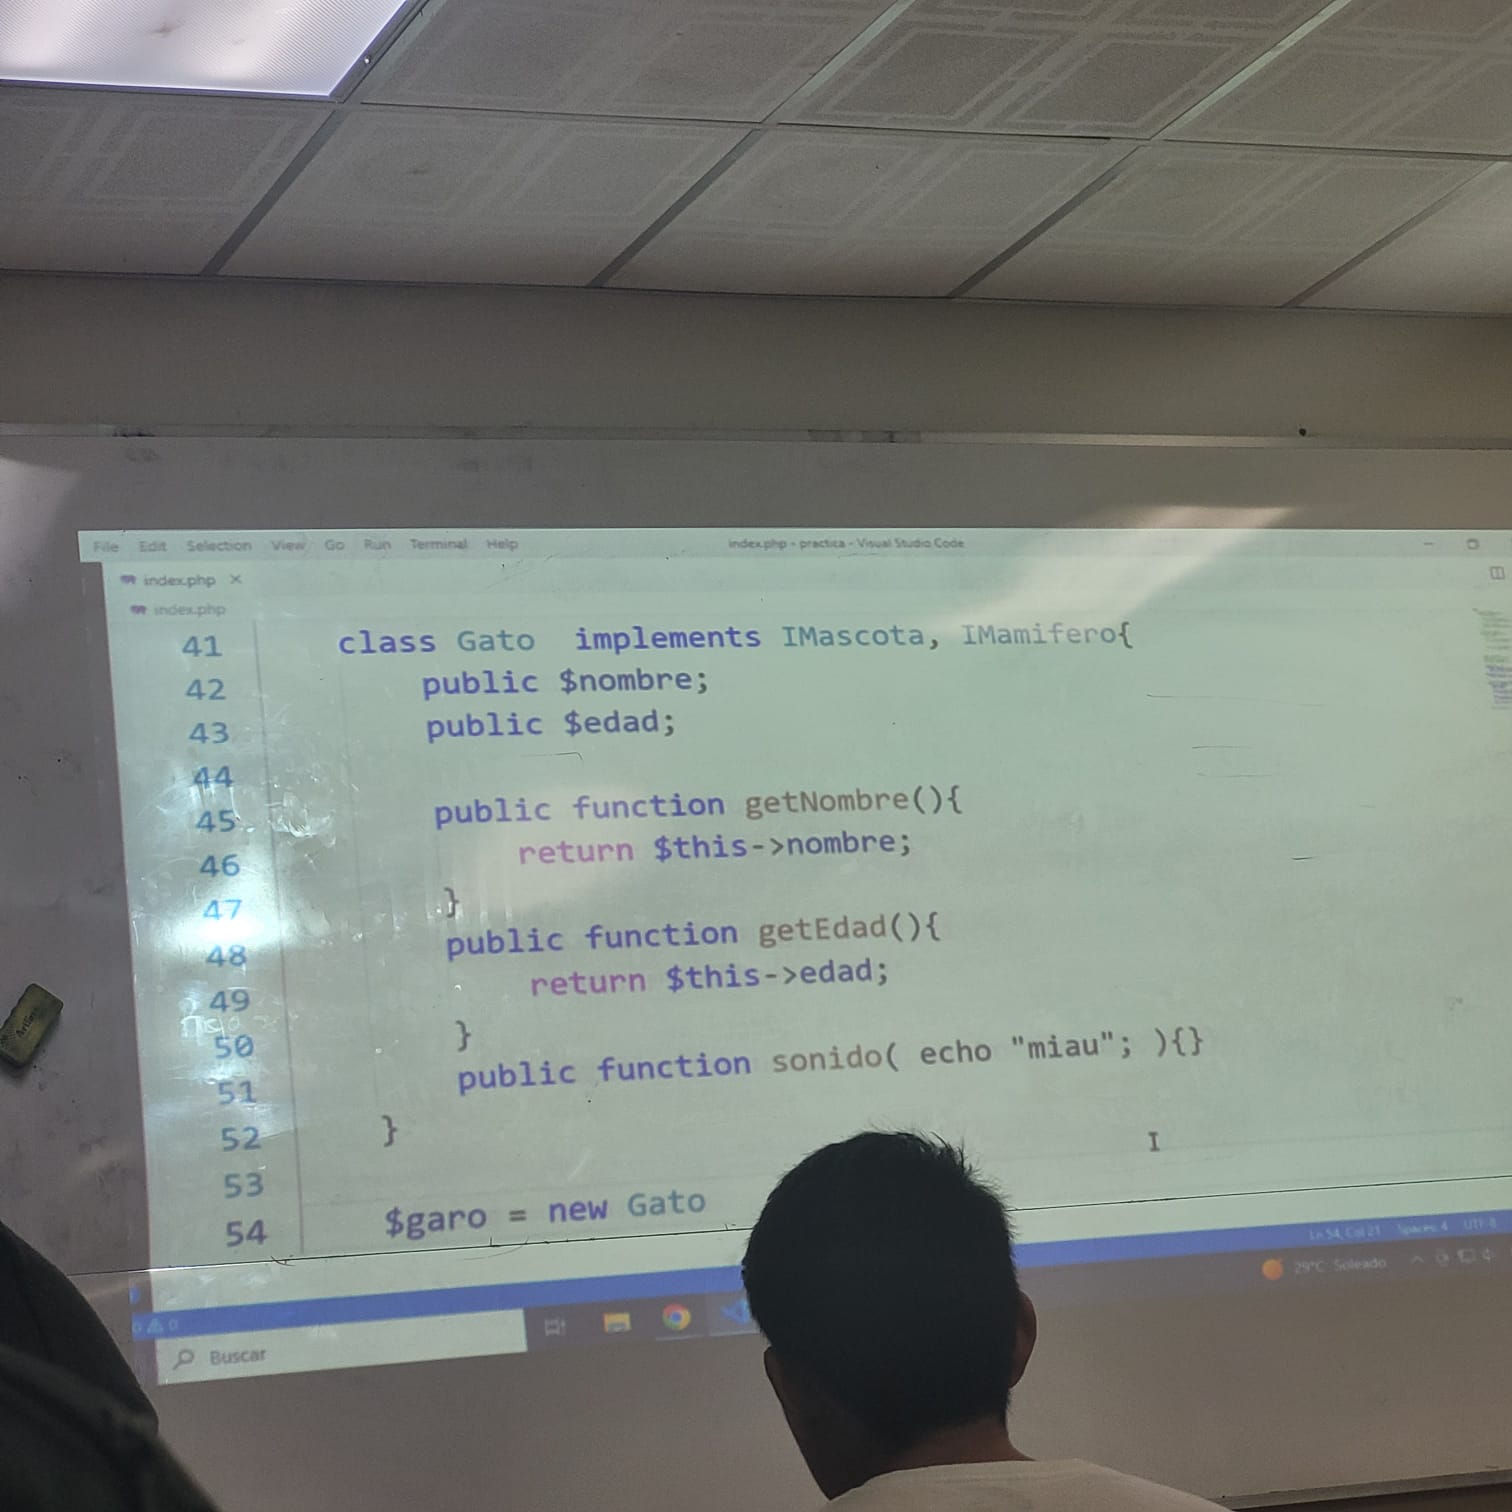 File Edit Selection View Go Run Terminal Help index.php - practica - Visual Studio Code
index.php
index.php
41 class Gato  implements IMascota, IMamifero{
42 public $nombre;
43 public $edad;
44
45 public function getNombre(){
46 return $this->nombre;
47 }
48 public function getEdad(){
49 return $this->edad;
50 }
51 public function sonido( echo "miau"; ){}
52 }
53
54 $garo = new Gato
Ln 54, Col 21 Spaces: 4 UTF-8
0
Buscar 29°C Soleado